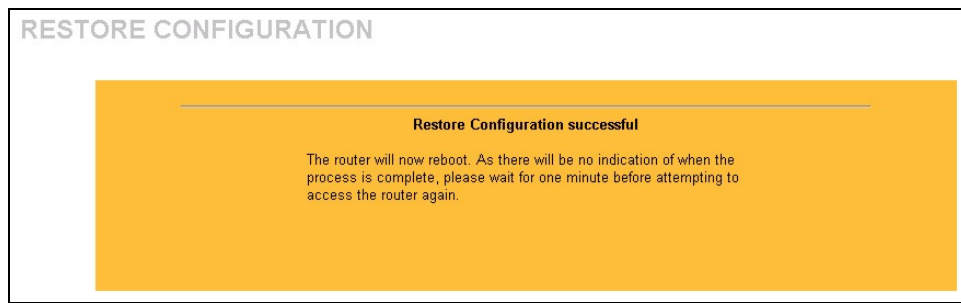 RESTORE CONFIGURATION
Restore Configuration successful
The router will now reboot. As there will be no indication of when the
process is complete, please wait for one minute before attempting to
access the router again.